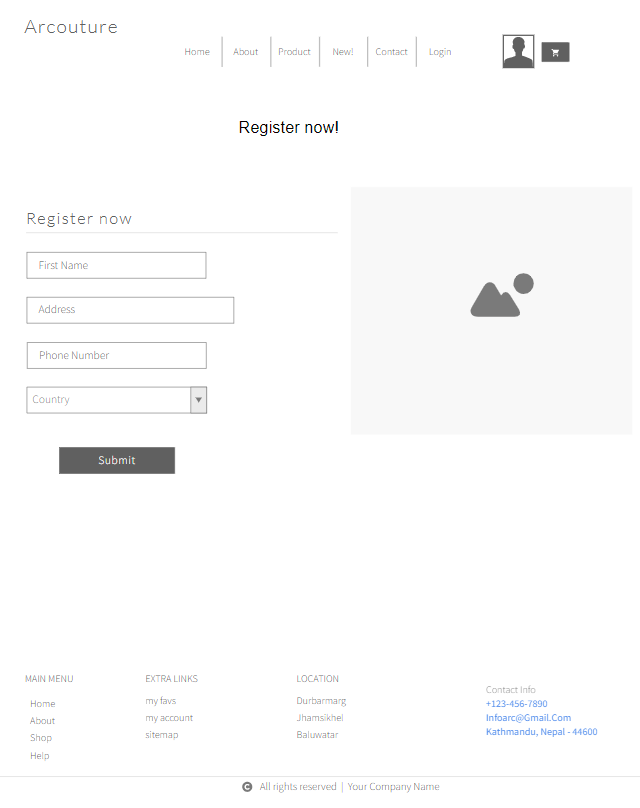 Arcouture
Home About Product New! Contact Login
Register now!
Register now
First Name
Address
Phone Number
Country
Submit
MAIN MENU
Home
About
Shop
Help
EXTRA LINKS
my favs
my account
sitemap
LOCATION
Durbarmarg
Jhamsikhel
Baluwatar
Contact Info
+123-456-7890
Infoarc@Gmail.Com
Kathmandu, Nepal - 44600
© All rights reserved | Your Company Name